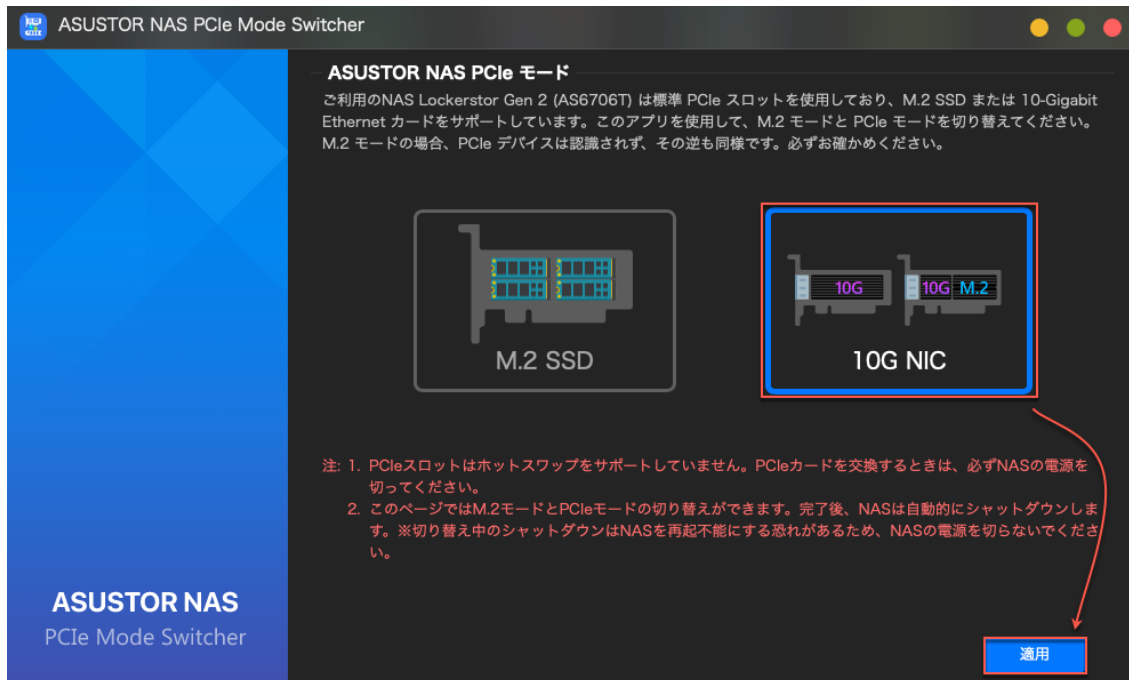 ASUSTOR NAS PCIe Mode Switcher
ASUSTOR NAS PCIe モード
ご利用のNAS Lockerstor Gen 2 (AS6706T) は標準 PCIe スロットを使用しており、M.2 SSD または 10-Gigabit
Ethernet カードをサポートしています。このアプリを使用して、M.2 モードと PCIe モードを切り替えてください。
M.2 モードの場合、PCIe デバイスは認識されず、その逆も同様です。必ずお確かめください。
10G
10G M.2
M.2 SSD
10G NIC
注: 1. PCIeスロットはホットスワップをサポートしていません。PCIeカードを交換するときは、必ずNASの電源を
切ってください。
2. このページではM.2モードとPCIeモードの切り替えができます。完了後、NASは自動的にシャットダウンしま
す。※切り替え中のシャットダウンはNASを再起不能にする恐れがあるため、NASの電源を切らないでくださ
い。
ASUSTOR NAS
PCIe Mode Switcher
適用